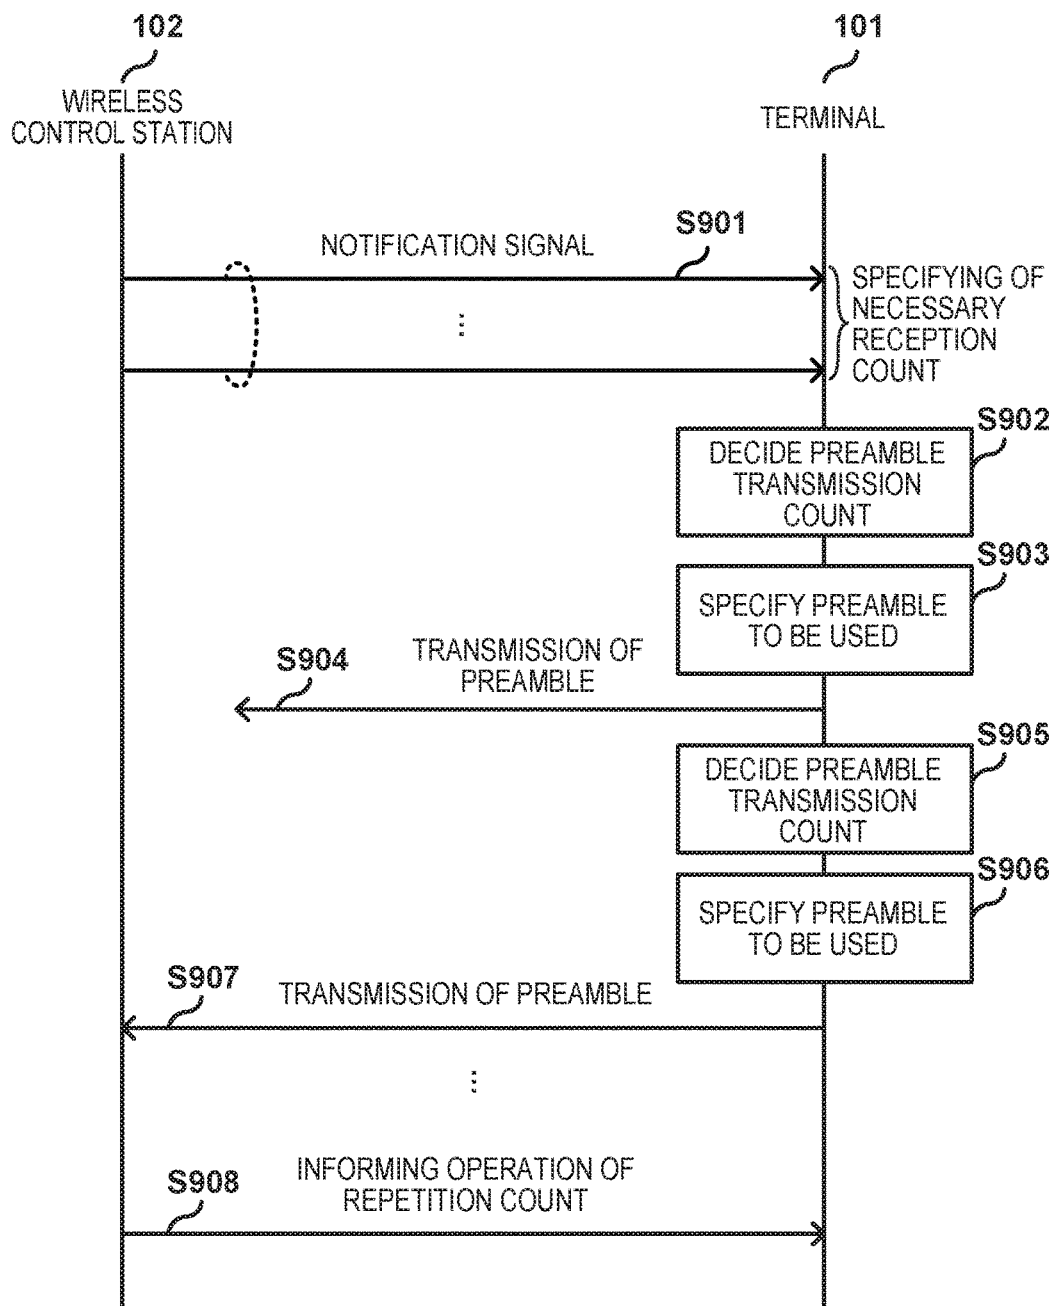 102
101
WIRELESS
CONTROL STATION
TERMINAL
NOTIFICATION SIGNAL
S901
SPECIFYING OF
NECESSARY
RECEPTION
COUNT
...
S902
DECIDE PREAMBLE
TRANSMISSION
COUNT
S903
SPECIFY PREAMBLE
TO BE USED
S904
TRANSMISSION OF
PREAMBLE
S905
DECIDE PREAMBLE
TRANSMISSION
COUNT
S906
SPECIFY PREAMBLE
TO BE USED
S907
TRANSMISSION OF PREAMBLE
...
S908
INFORMING OPERATION OF
REPETITION COUNT